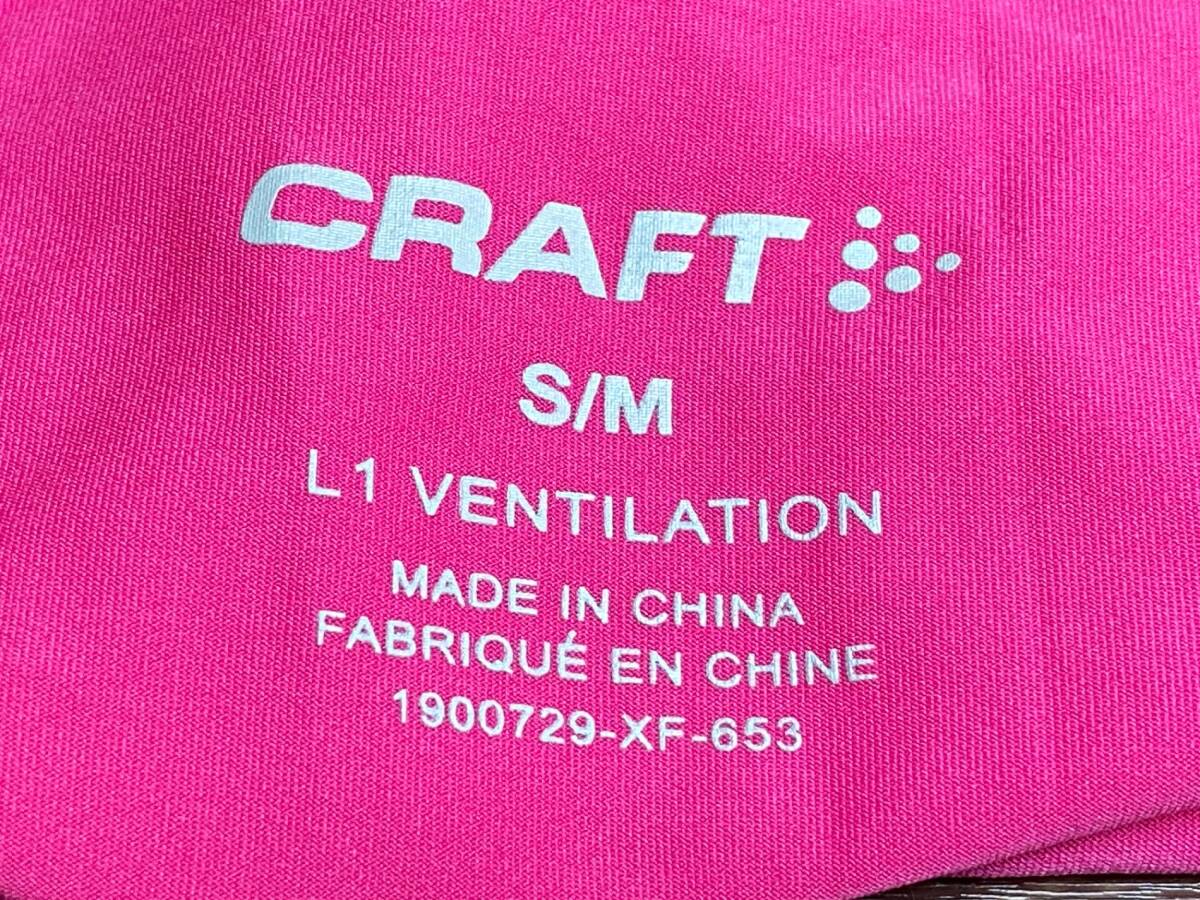 CRAFT
S/M
L1 VENTILATION
MADE IN CHINA
FABRIQUÉ EN CHINE
1900729-XF-653